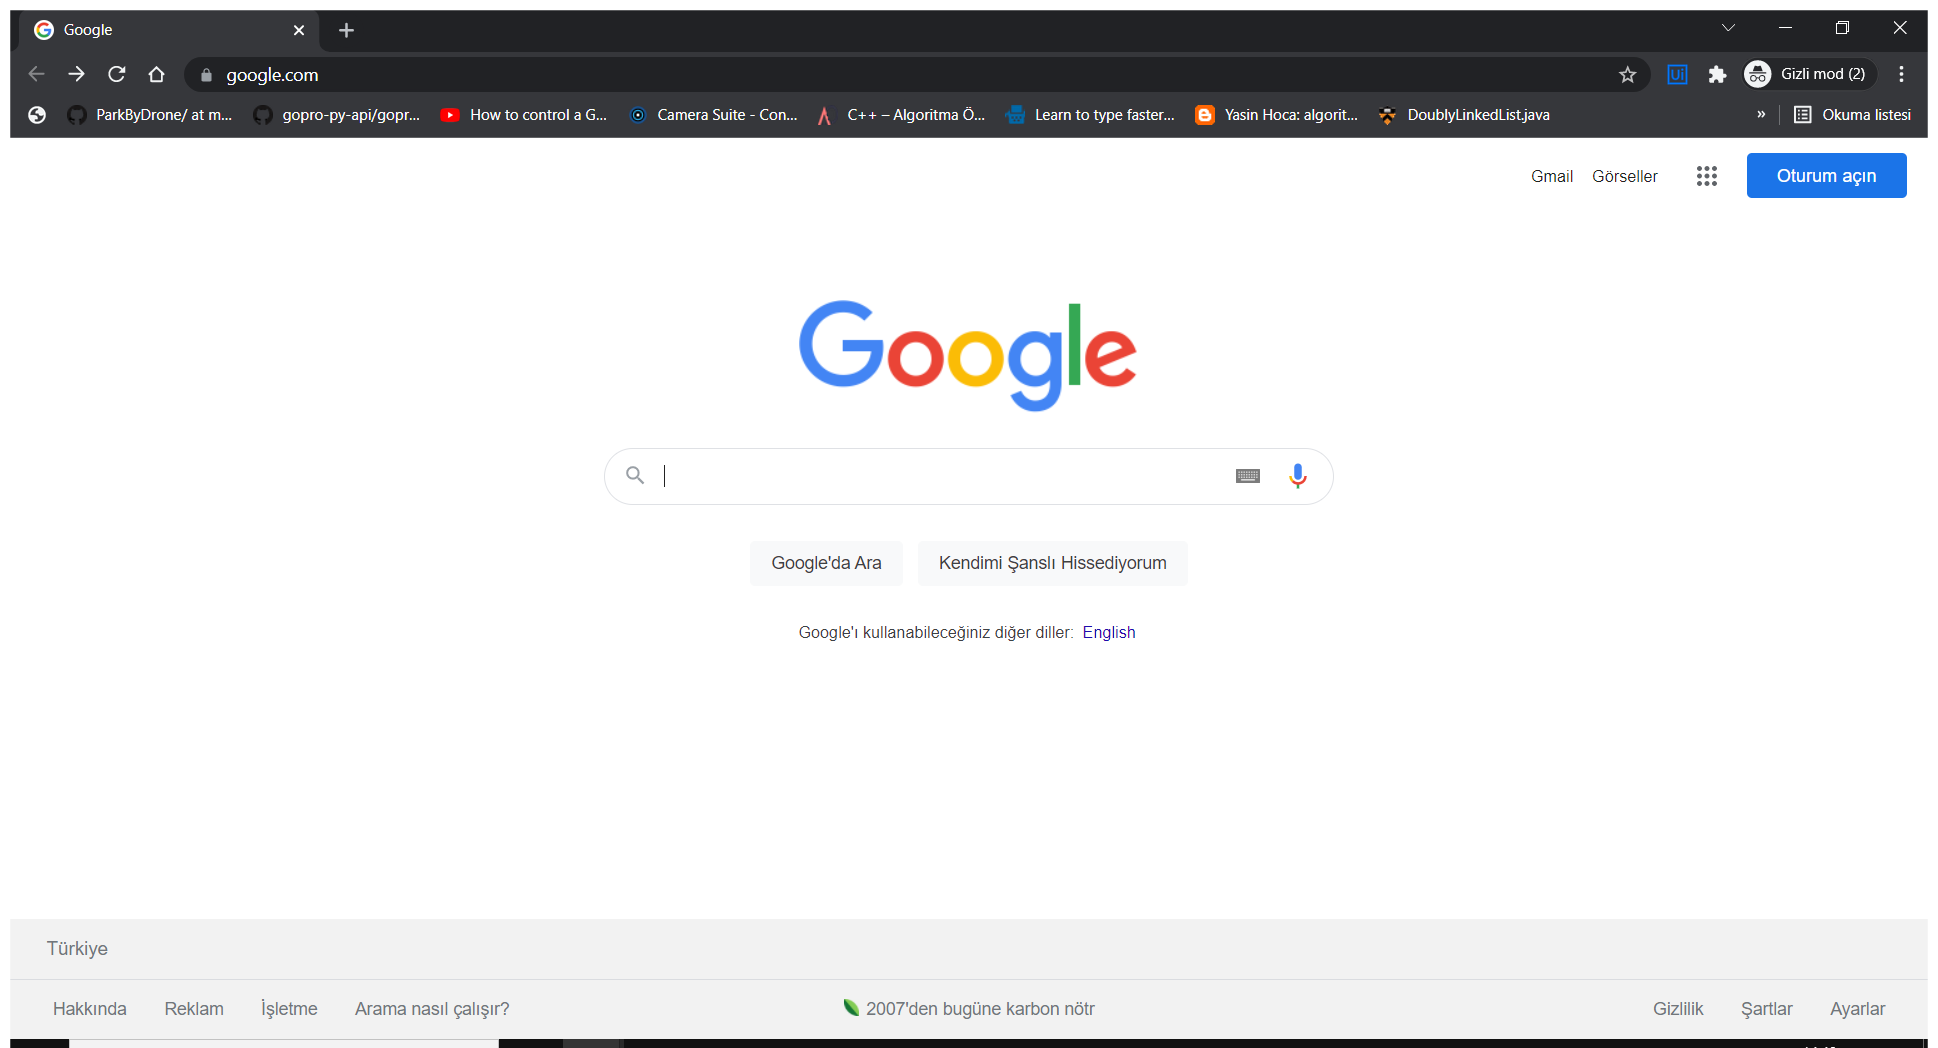 Google
google.com
Gizli mod (2)
ParkByDrone/ at m... gopro-py-api/gopr... How to control a G... Camera Suite - Con... C++ – Algoritma Ö... Learn to type faster... Yasin Hoca: algorit... DoublyLinkedList.java » Okuma listesi
Gmail Görseller Oturum açın
Google
Google'da Ara Kendimi Şanslı Hissediyorum
Google'ı kullanabileceğiniz diğer diller: English
Türkiye
Hakkında Reklam İşletme Arama nasıl çalışır? 2007'den bugüne karbon nötr Gizlilik Şartlar Ayarlar